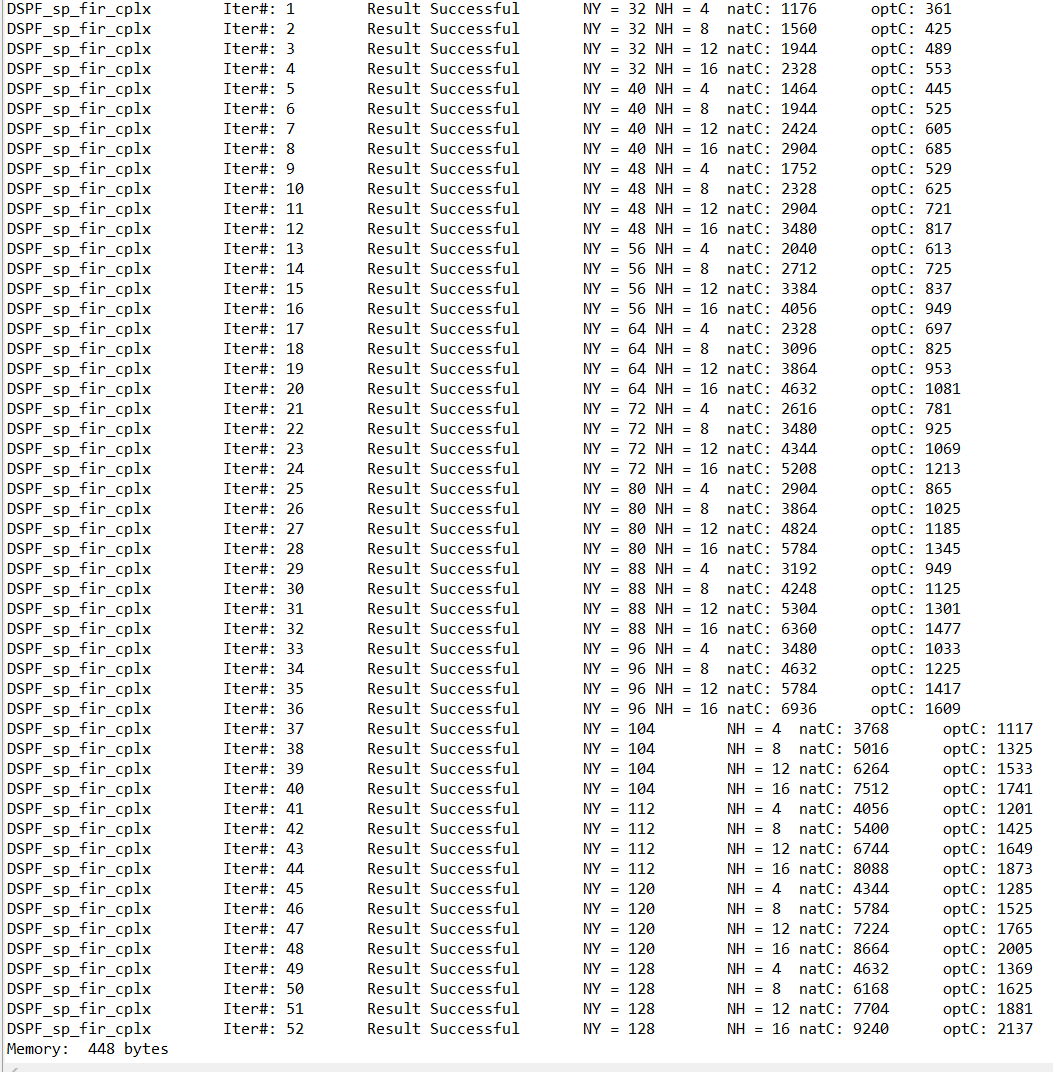 DSPF_sp_fir_cplx Iter#: 1 Result Successful NY = 32 NH = 4 natC: 1176 optC: 361
DSPF_sp_fir_cplx Iter#: 2 Result Successful NY = 32 NH = 8 natC: 1560 optC: 425
DSPF_sp_fir_cplx Iter#: 3 Result Successful NY = 32 NH = 12 natC: 1944 optC: 489
DSPF_sp_fir_cplx Iter#: 4 Result Successful NY = 32 NH = 16 natC: 2328 optC: 553
DSPF_sp_fir_cplx Iter#: 5 Result Successful NY = 40 NH = 4 natC: 1464 optC: 445
DSPF_sp_fir_cplx Iter#: 6 Result Successful NY = 40 NH = 8 natC: 1944 optC: 525
DSPF_sp_fir_cplx Iter#: 7 Result Successful NY = 40 NH = 12 natC: 2424 optC: 605
DSPF_sp_fir_cplx Iter#: 8 Result Successful NY = 40 NH = 16 natC: 2904 optC: 685
DSPF_sp_fir_cplx Iter#: 9 Result Successful NY = 48 NH = 4 natC: 1752 optC: 529
DSPF_sp_fir_cplx Iter#: 10 Result Successful NY = 48 NH = 8 natC: 2328 optC: 625
DSPF_sp_fir_cplx Iter#: 11 Result Successful NY = 48 NH = 12 natC: 2904 optC: 721
DSPF_sp_fir_cplx Iter#: 12 Result Successful NY = 48 NH = 16 natC: 3480 optC: 817
DSPF_sp_fir_cplx Iter#: 13 Result Successful NY = 56 NH = 4 natC: 2040 optC: 613
DSPF_sp_fir_cplx Iter#: 14 Result Successful NY = 56 NH = 8 natC: 2712 optC: 725
DSPF_sp_fir_cplx Iter#: 15 Result Successful NY = 56 NH = 12 natC: 3384 optC: 837
DSPF_sp_fir_cplx Iter#: 16 Result Successful NY = 56 NH = 16 natC: 4056 optC: 949
DSPF_sp_fir_cplx Iter#: 17 Result Successful NY = 64 NH = 4 natC: 2328 optC: 697
DSPF_sp_fir_cplx Iter#: 18 Result Successful NY = 64 NH = 8 natC: 3096 optC: 825
DSPF_sp_fir_cplx Iter#: 19 Result Successful NY = 64 NH = 12 natC: 3864 optC: 953
DSPF_sp_fir_cplx Iter#: 20 Result Successful NY = 64 NH = 16 natC: 4632 optC: 1081
DSPF_sp_fir_cplx Iter#: 21 Result Successful NY = 72 NH = 4 natC: 2616 optC: 781
DSPF_sp_fir_cplx Iter#: 22 Result Successful NY = 72 NH = 8 natC: 3480 optC: 925
DSPF_sp_fir_cplx Iter#: 23 Result Successful NY = 72 NH = 12 natC: 4344 optC: 1069
DSPF_sp_fir_cplx Iter#: 24 Result Successful NY = 72 NH = 16 natC: 5208 optC: 1213
DSPF_sp_fir_cplx Iter#: 25 Result Successful NY = 80 NH = 4 natC: 2904 optC: 865
DSPF_sp_fir_cplx Iter#: 26 Result Successful NY = 80 NH = 8 natC: 3864 optC: 1025
DSPF_sp_fir_cplx Iter#: 27 Result Successful NY = 80 NH = 12 natC: 4824 optC: 1185
DSPF_sp_fir_cplx Iter#: 28 Result Successful NY = 80 NH = 16 natC: 5784 optC: 1345
DSPF_sp_fir_cplx Iter#: 29 Result Successful NY = 88 NH = 4 natC: 3192 optC: 949
DSPF_sp_fir_cplx Iter#: 30 Result Successful NY = 88 NH = 8 natC: 4248 optC: 1125
DSPF_sp_fir_cplx Iter#: 31 Result Successful NY = 88 NH = 12 natC: 5304 optC: 1301
DSPF_sp_fir_cplx Iter#: 32 Result Successful NY = 88 NH = 16 natC: 6360 optC: 1477
DSPF_sp_fir_cplx Iter#: 33 Result Successful NY = 96 NH = 4 natC: 3480 optC: 1033
DSPF_sp_fir_cplx Iter#: 34 Result Successful NY = 96 NH = 8 natC: 4632 optC: 1225
DSPF_sp_fir_cplx Iter#: 35 Result Successful NY = 96 NH = 12 natC: 5784 optC: 1417
DSPF_sp_fir_cplx Iter#: 36 Result Successful NY = 96 NH = 16 natC: 6936 optC: 1609
DSPF_sp_fir_cplx Iter#: 37 Result Successful NY = 104 NH = 4 natC: 3768 optC: 1117
DSPF_sp_fir_cplx Iter#: 38 Result Successful NY = 104 NH = 8 natC: 5016 optC: 1325
DSPF_sp_fir_cplx Iter#: 39 Result Successful NY = 104 NH = 12 natC: 6264 optC: 1533
DSPF_sp_fir_cplx Iter#: 40 Result Successful NY = 104 NH = 16 natC: 7512 optC: 1741
DSPF_sp_fir_cplx Iter#: 41 Result Successful NY = 112 NH = 4 natC: 4056 optC: 1201
DSPF_sp_fir_cplx Iter#: 42 Result Successful NY = 112 NH = 8 natC: 5400 optC: 1425
DSPF_sp_fir_cplx Iter#: 43 Result Successful NY = 112 NH = 12 natC: 6744 optC: 1649
DSPF_sp_fir_cplx Iter#: 44 Result Successful NY = 112 NH = 16 natC: 8088 optC: 1873
DSPF_sp_fir_cplx Iter#: 45 Result Successful NY = 120 NH = 4 natC: 4344 optC: 1285
DSPF_sp_fir_cplx Iter#: 46 Result Successful NY = 120 NH = 8 natC: 5784 optC: 1525
DSPF_sp_fir_cplx Iter#: 47 Result Successful NY = 120 NH = 12 natC: 7224 optC: 1765
DSPF_sp_fir_cplx Iter#: 48 Result Successful NY = 120 NH = 16 natC: 8664 optC: 2005
DSPF_sp_fir_cplx Iter#: 49 Result Successful NY = 128 NH = 4 natC: 4632 optC: 1369
DSPF_sp_fir_cplx Iter#: 50 Result Successful NY = 128 NH = 8 natC: 6168 optC: 1625
DSPF_sp_fir_cplx Iter#: 51 Result Successful NY = 128 NH = 12 natC: 7704 optC: 1881
DSPF_sp_fir_cplx Iter#: 52 Result Successful NY = 128 NH = 16 natC: 9240 optC: 2137
Memory: 448 bytes